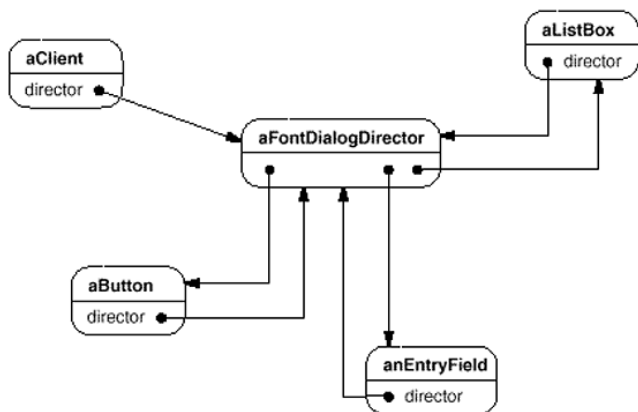 aClient
director
aListBox
director
aFontDialogDirector
aButton
director
anEntryField
director